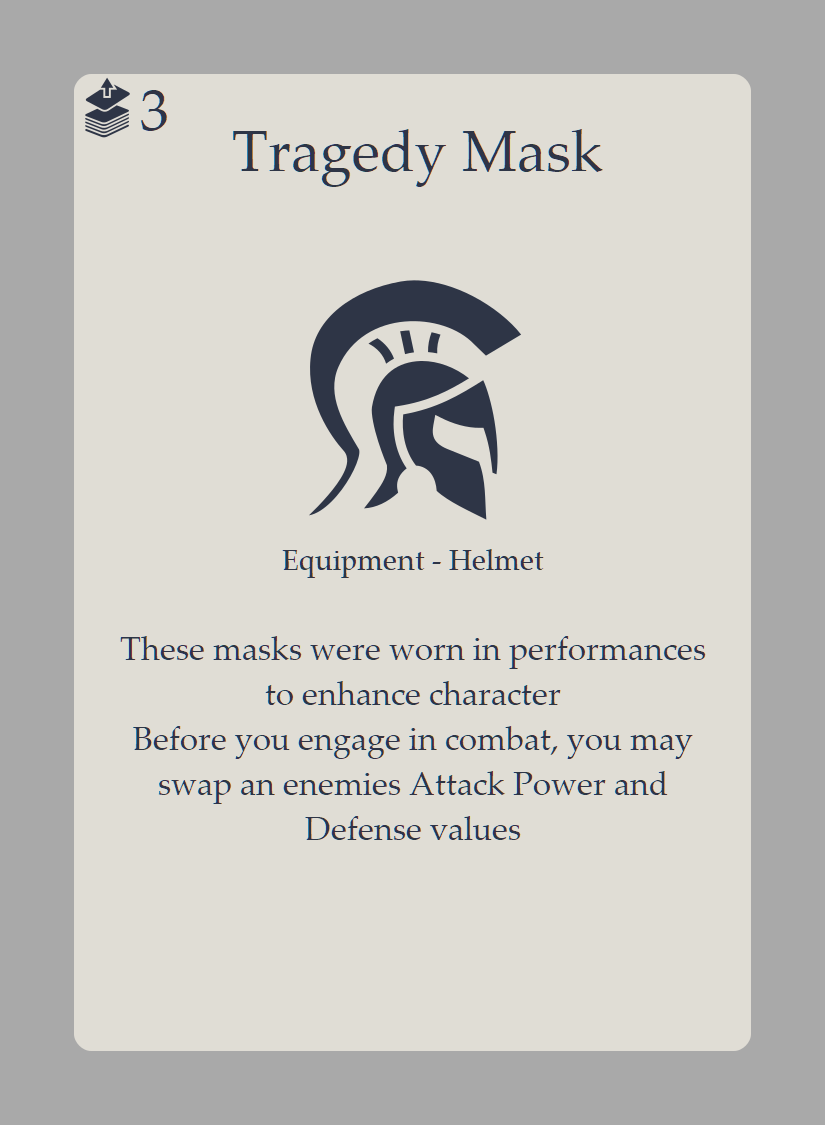 3
Tragedy Mask
Equipment - Helmet
These masks were worn in performances
to enhance character
Before you engage in combat, you may
swap an enemies Attack Power and
Defense values